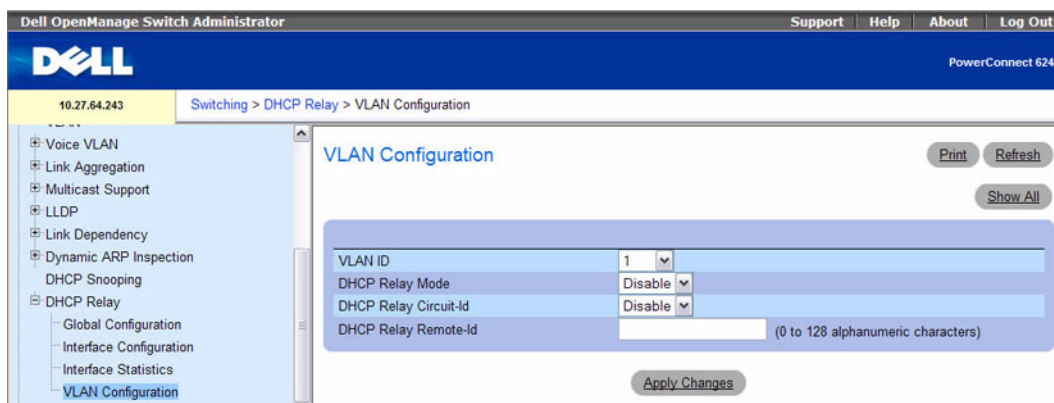 Dell OpenManage Switch Administrator
Support Help About Log Out
DELL
PowerConnect 624
10.27.64.243
Switching > DHCP Relay > VLAN Configuration
Voice VLAN
Link Aggregation
Multicast Support
LLDP
Link Dependency
Dynamic ARP Inspection
DHCP Snooping
DHCP Relay
Global Configuration
Interface Configuration
Interface Statistics
VLAN Configuration
VLAN Configuration
Print Refresh
Show All
VLAN ID 1
DHCP Relay Mode Disable
DHCP Relay Circuit-Id Disable
DHCP Relay Remote-Id (0 to 128 alphanumeric characters)
Apply Changes